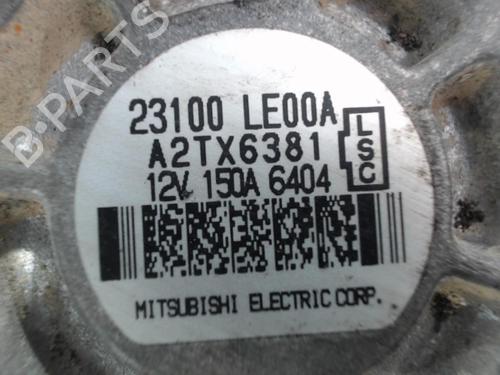 23100 LE00A
A2TX6381
12V 150A 6404
LSC
MITSUBISHI ELECTRIC CORP.
B-PARTS